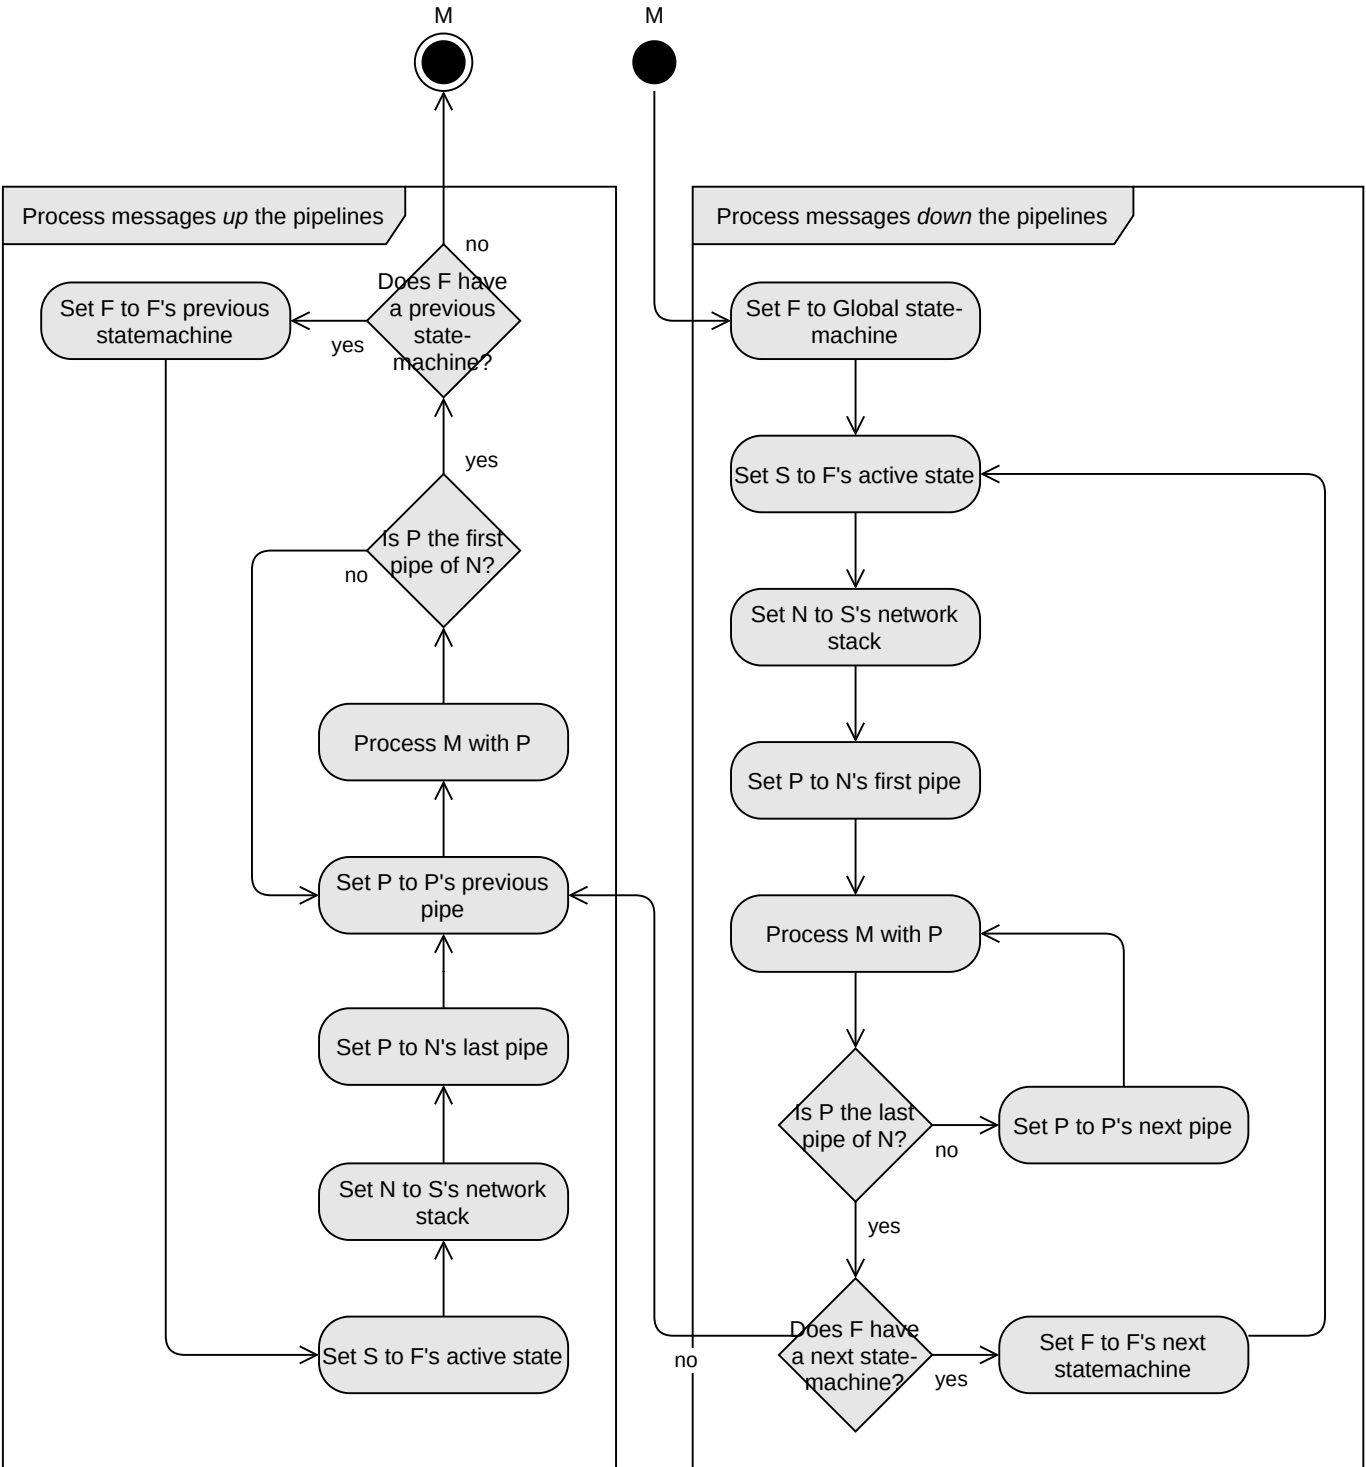 M
M
Process messages up the pipelines
no
Does F have
a previous
state-
machine?
Set F to F's previous
statemachine
yes
yes
Is P the first
pipe of N?
no
Process M with P
Set P to P's previous
pipe
Set P to N's last pipe
Set N to S's network
stack
Set S to F's active state
Process messages down the pipelines
Set F to Global state-
machine
Set S to F's active state
Set N to S's network
stack
Set P to N's first pipe
Process M with P
Is P the last
pipe of N?
no
Set P to P's next pipe
yes
Does F have
a next state-
machine?
no
yes
Set F to F's next
statemachine